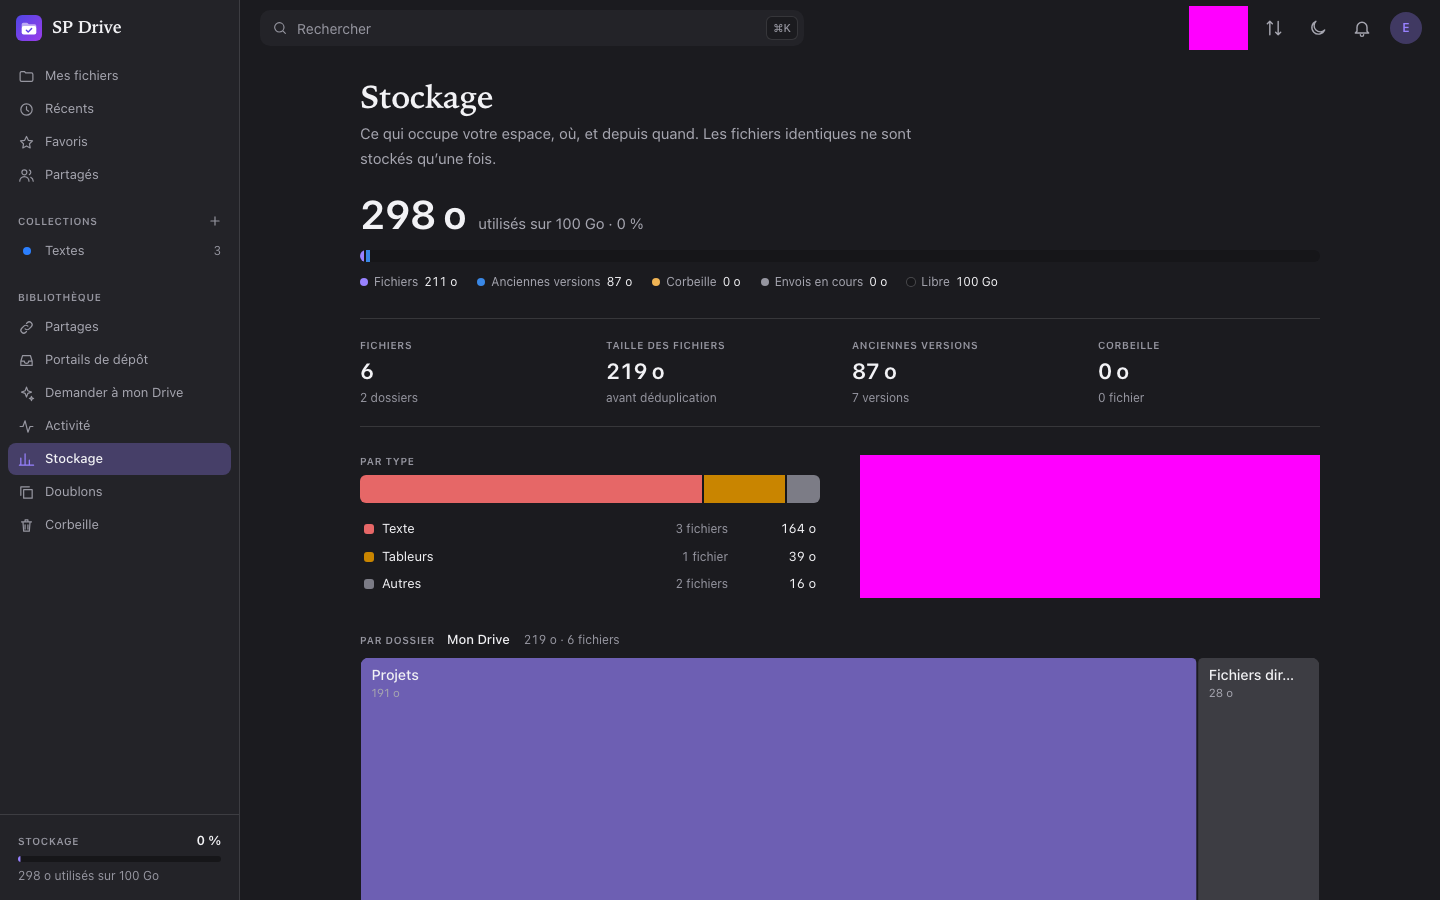 SP Drive
Rechercher
⌘K
E
Mes fichiers
Récents
Favoris
Partagés
COLLECTIONS
Textes 3
BIBLIOTHÈQUE
Partages
Portails de dépôt
Demander à mon Drive
Activité
Stockage
Doublons
Corbeille
STOCKAGE 0 %
298 o utilisés sur 100 Go
Stockage
Ce qui occupe votre espace, où, et depuis quand. Les fichiers identiques ne sont
stockés qu’une fois.
298 o utilisés sur 100 Go · 0 %
Fichiers 211 o Anciennes versions 87 o Corbeille 0 o Envois en cours 0 o Libre 100 Go
FICHIERS TAILLE DES FICHIERS ANCIENNES VERSIONS CORBEILLE
6 219 o 87 o 0 o
2 dossiers avant déduplication 7 versions 0 fichier
PAR TYPE
Texte 3 fichiers 164 o
Tableurs 1 fichier 39 o
Autres 2 fichiers 16 o
PAR DOSSIER Mon Drive 219 o · 6 fichiers
Projets Fichiers dir...
191 o 28 o